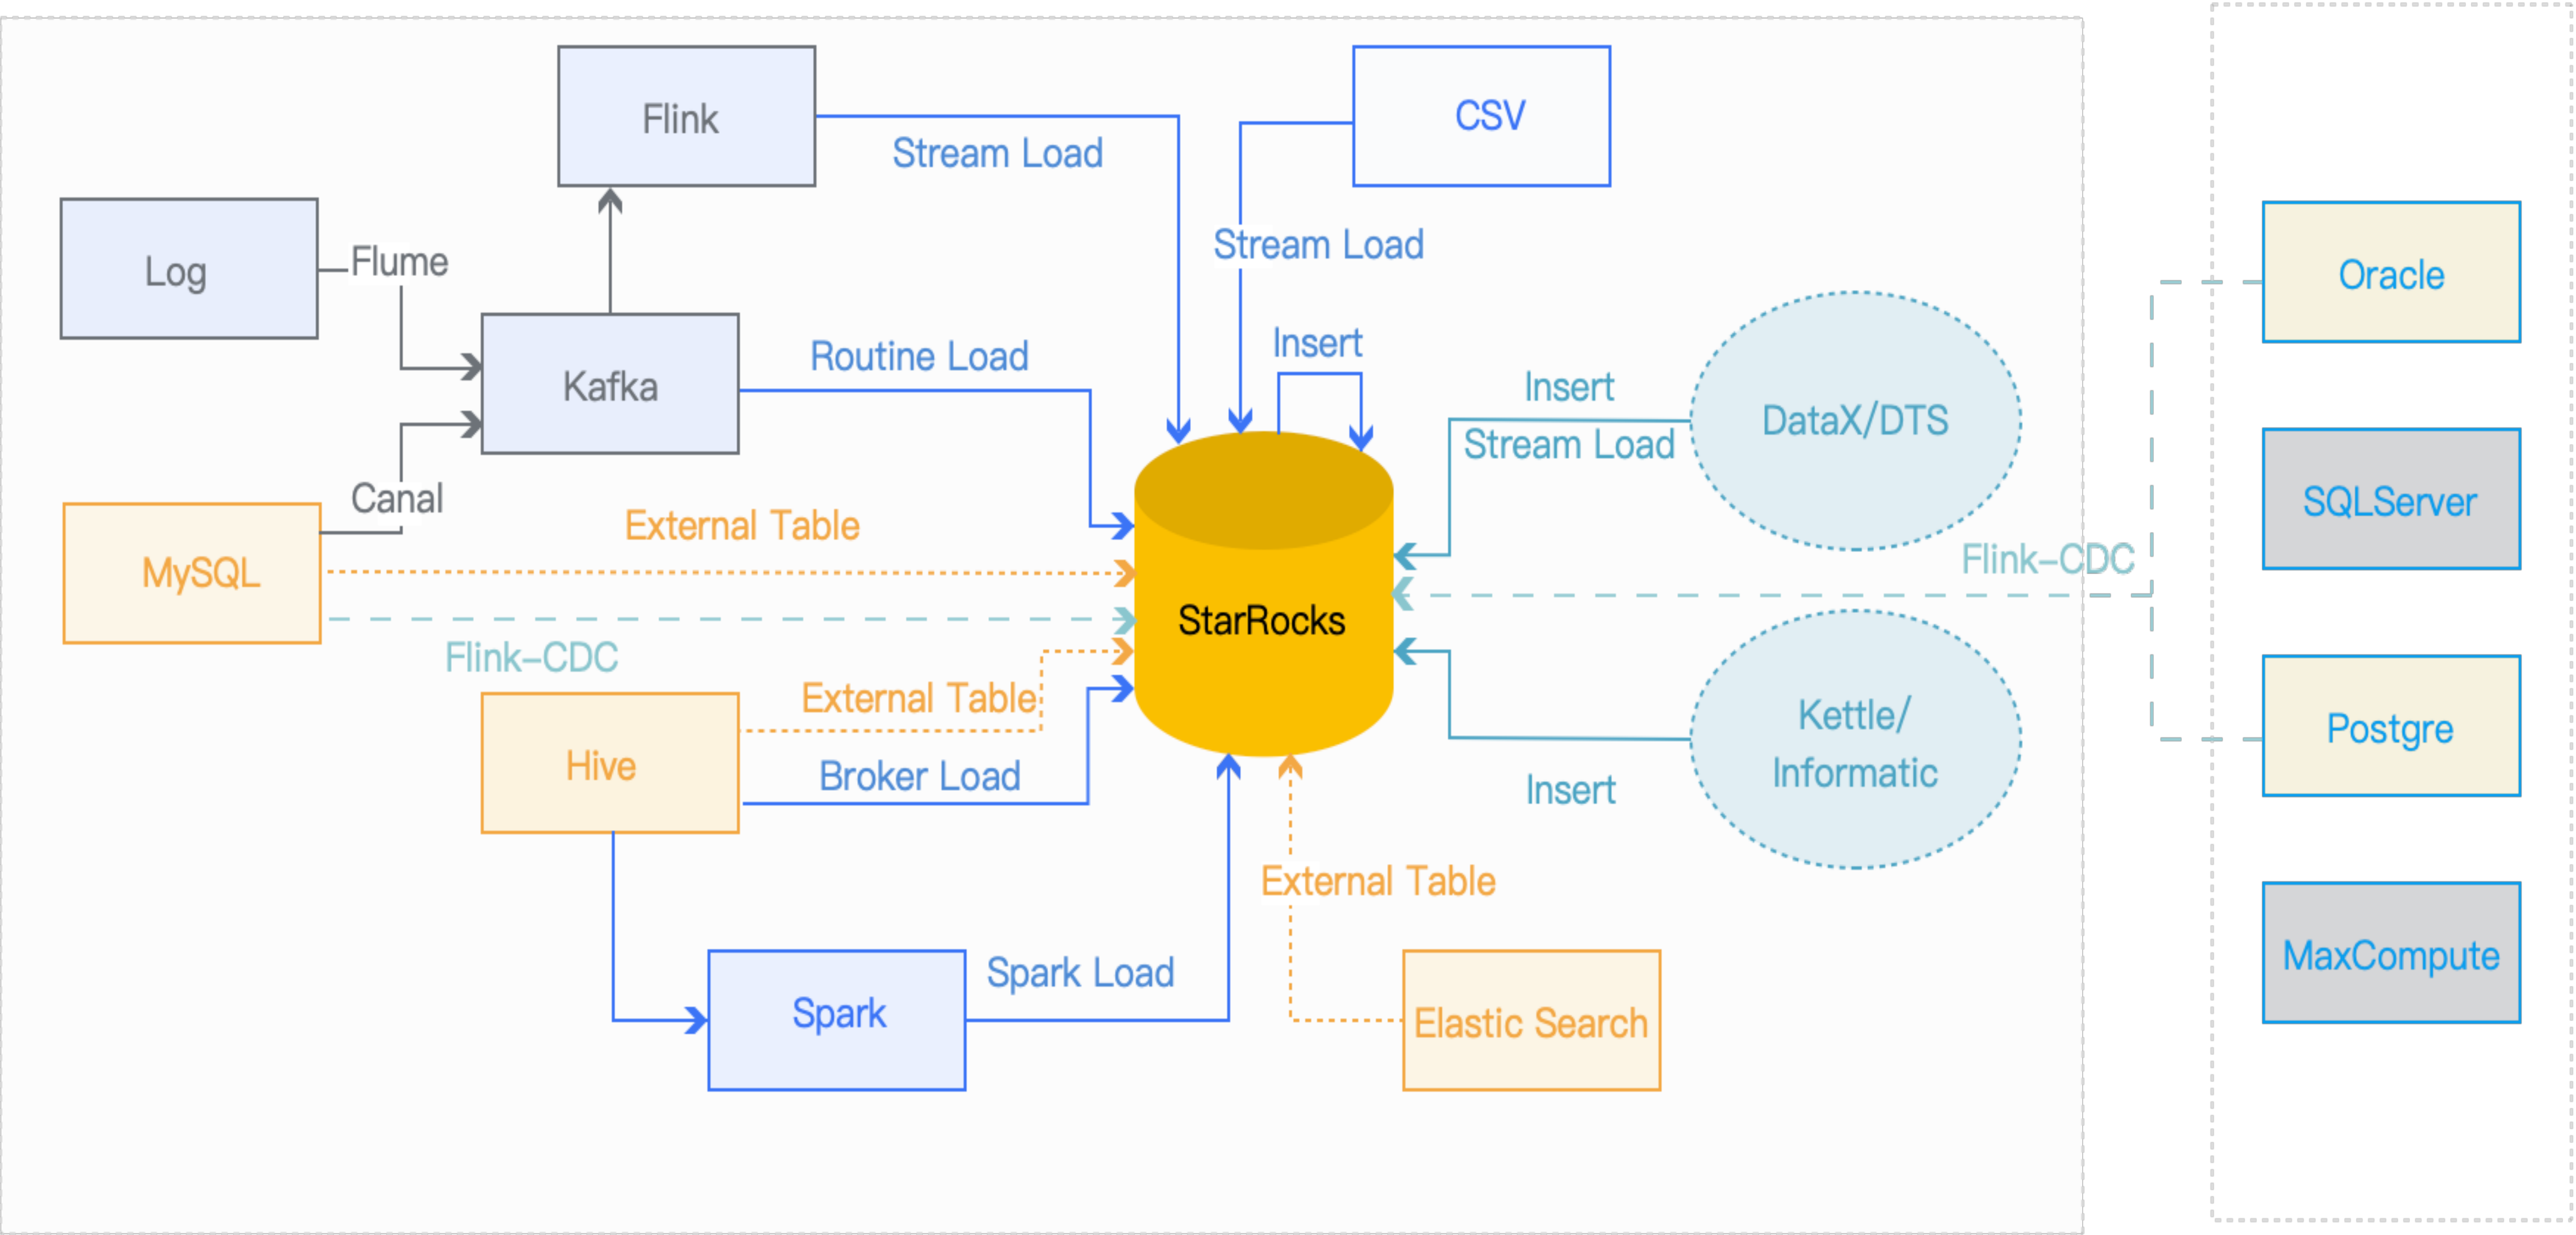 Flink
CSV
Stream Load
Log
Flume
Stream Load
Oracle
Kafka
Routine Load
Insert
Insert
Stream Load
DataX/DTS
Canal
MySQL
External Table
SQLServer
Flink-CDC
StarRocks
Flink-CDC
Hive
External Table
Broker Load
Kettle/
Informatic
Insert
Postgre
External Table
Spark
Spark Load
Elastic Search
MaxCompute